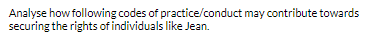 Analyse how following codes of practice/conduct may contribute towards
securing the rights of individuals like Jean.